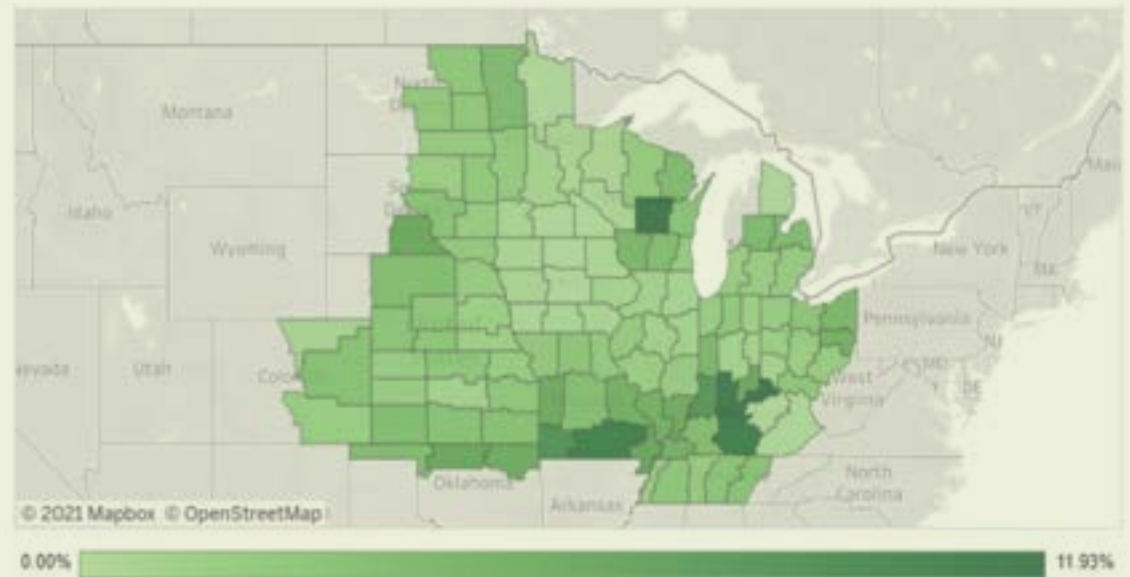 Montana
Idaho
Wyoming
VT
New York
Pennsylvania
NJ
Utah
West
Virginia
DE
North
Carolina
Oklahoma
Arkansas
© 2021 Mapbox © OpenStreetMap
0.00% 11.93%